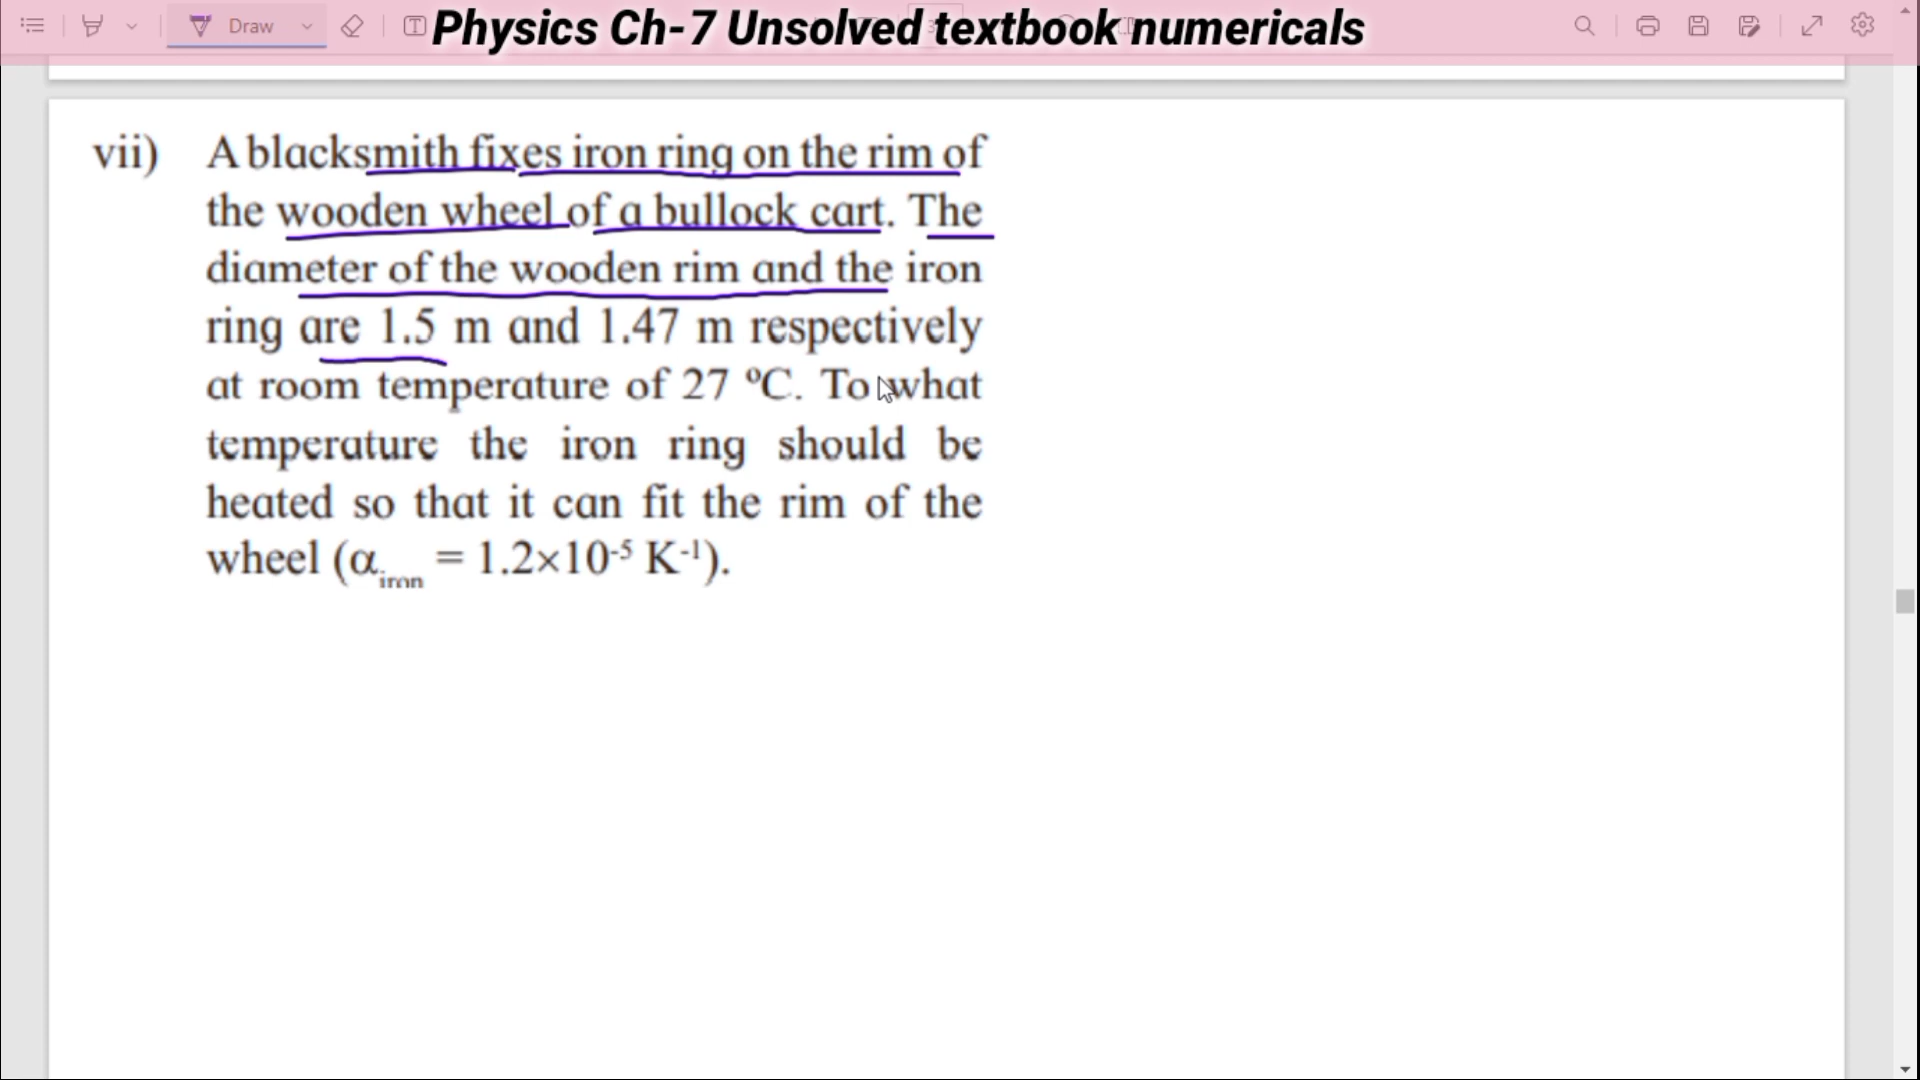 Draw
Physics Ch-7 Unsolved textbook numericals
vii) A blacksmith fixes iron ring on the rim of
the wooden wheel of a bullock cart. The
diameter of the wooden rim and the iron
ring are 1.5 m and 1.47 m respectively
at room temperature of 27 ºC. To what
temperature the iron ring should be
heated so that it can fit the rim of the
wheel (α_iron = 1.2×10⁻⁵ K⁻¹).